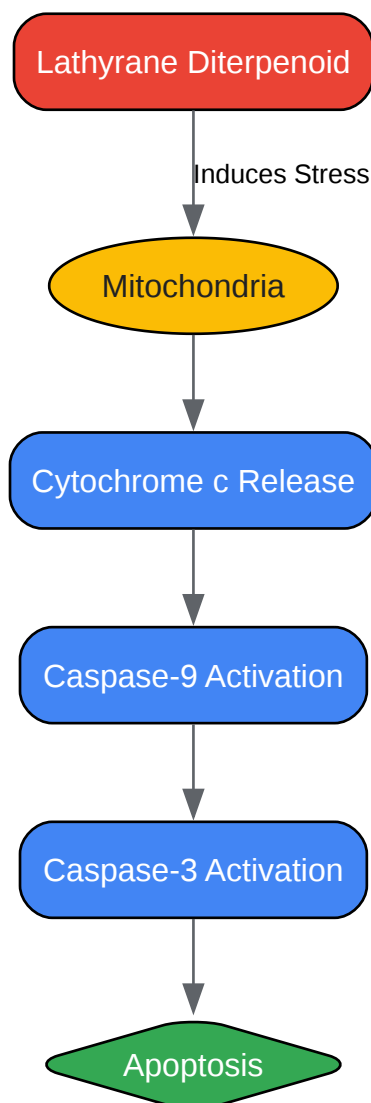 Lathyrane Diterpenoid
Induces Stress
Mitochondria
Cytochrome c Release
Caspase-9 Activation
Caspase-3 Activation
Apoptosis